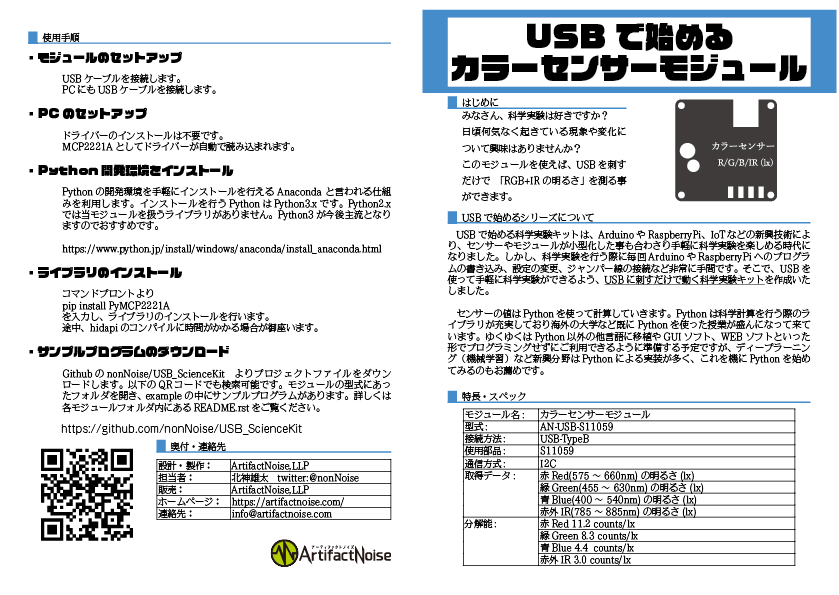 使用手順
・モジュールのセットアップ
USB ケーブルを接続します。
PC にも USB ケーブルを接続します。
・PC のセットアップ
ドライバーのインストールは不要です。
MCP2221A としてドライバーが自動で読み込まれます。
・Python 開発環境をインストール
Python の開発環境を手軽にインストールを行える Anaconda と言われる仕組
みを利用します。インストールを行う Python は Python3.x です。Python2.x
では当モジュールを扱うライブラリがありません。Python3 が今後主流となり
ますのでおすすめです。
https://www.python.jp/install/windows/anaconda/install_anaconda.html
・ライブラリのインストール
コマンドプロントより
pip install PyMCP2221A
を入力し、ライブラリのインストールを行います。
途中、hidapi のコンパイルに時間がかかる場合が御座います。
・サンプルプログラムのダウンロード
Github の nonNoise/USB_ScienceKit よりプロジェクトファイルをダウン
ロードします。以下の QR コードでも検索可能です。モジュールの型式にあっ
たフォルダを開き、example の中にサンプルプログラムがあります。詳しくは
各モジュールフォルダ内にある README.rst をご覧ください。
https://github.com/nonNoise/USB_ScienceKit
奥付・連絡先
設計・製作： ArtifactNoise,LLP
担当者： 北神雄太 twitter:@nonNoise
販売： ArtifactNoise,LLP
ホームページ： https://artifactnoise.com/
連絡先： info@artifactnoise.com
アーティファクトノイズ
ArtifactNoise
USB で始める
カラーセンサーモジュール
はじめに
みなさん、科学実験は好きですか？
日頃何気なく起きている現象や変化に
ついて興味はありませんか？
このモジュールを使えば、USB を刺す
だけで 「RGB+IR の明るさ」を測る事
ができます。
カラーセンサー
R/G/B/IR (lx)
USB で始めるシリーズについて
USB で始める科学実験キットは、Arduino や RaspberryPi、IoT などの新興技術によ
り、センサーやモジュールが小型化した事も合わさり手軽に科学実験を楽しめる時代に
なりました。しかし、科学実験を行う際に毎回 Arduino や RaspberryPi へのプログラ
ムの書き込み、設定の変更、ジャンパー線の接続など非常に手間です。そこで、USB を
使って手軽に科学実験ができるよう、USB に刺すだけで動く科学実験キットを作成いた
しました。
センサーの値は Python を使って計算していきます。Python は科学計算を行う際のラ
イブラリが充実しており海外の大学など既に Python を使った授業が盛んになって来て
います。ゆくゆくは Python 以外の他言語に移植や GUI ソフト、WEB ソフトといった
形でプログラミングせずにご利用できるように準備する予定ですが、ディープラーニン
グ（機械学習）など新興分野は Python による実装が多く、これを機に Python を始め
てみるのもお薦めです。
特長・スペック
モジュール名： カラーセンサーモジュール
型式： AN-USB-S11059
接続方法： USB-TypeB
使用部品： S11059
通信方式： I2C
取得データ： 赤 Red(575 ～ 660nm) の明るさ (lx)
緑 Green(455 ～ 630nm) の明るさ (lx)
青 Blue(400 ～ 540nm) の明るさ (lx)
赤外 IR(785 ～ 885nm) の明るさ (lx)
分解能： 赤 Red 11.2 counts/lx
緑 Green 8.3 counts/lx
青 Blue 4.4 counts/lx
赤外 IR 3.0 counts/lx